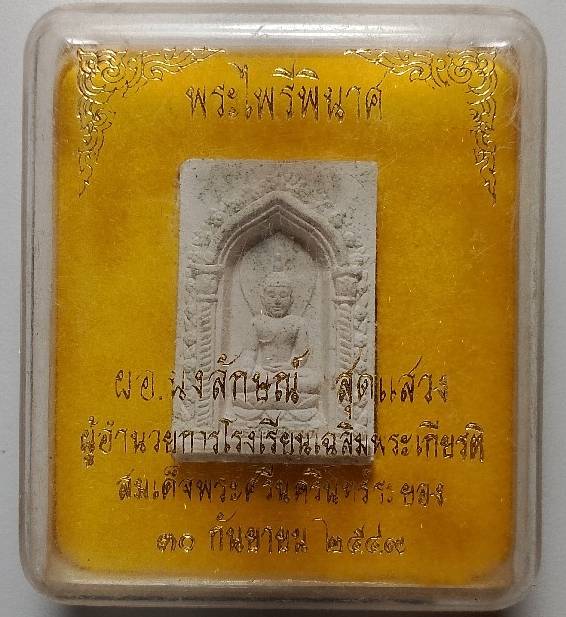 พระไพรีพินาศ
ผอ.นงลักษณ์ สุดแสวง
ผู้อำนวยการโรงเรียนเฉลิมพระเกียรติ
สมเด็จพระศรีนครินทร์ระยอง
๓๐ กันยายน ๒๕๔๙